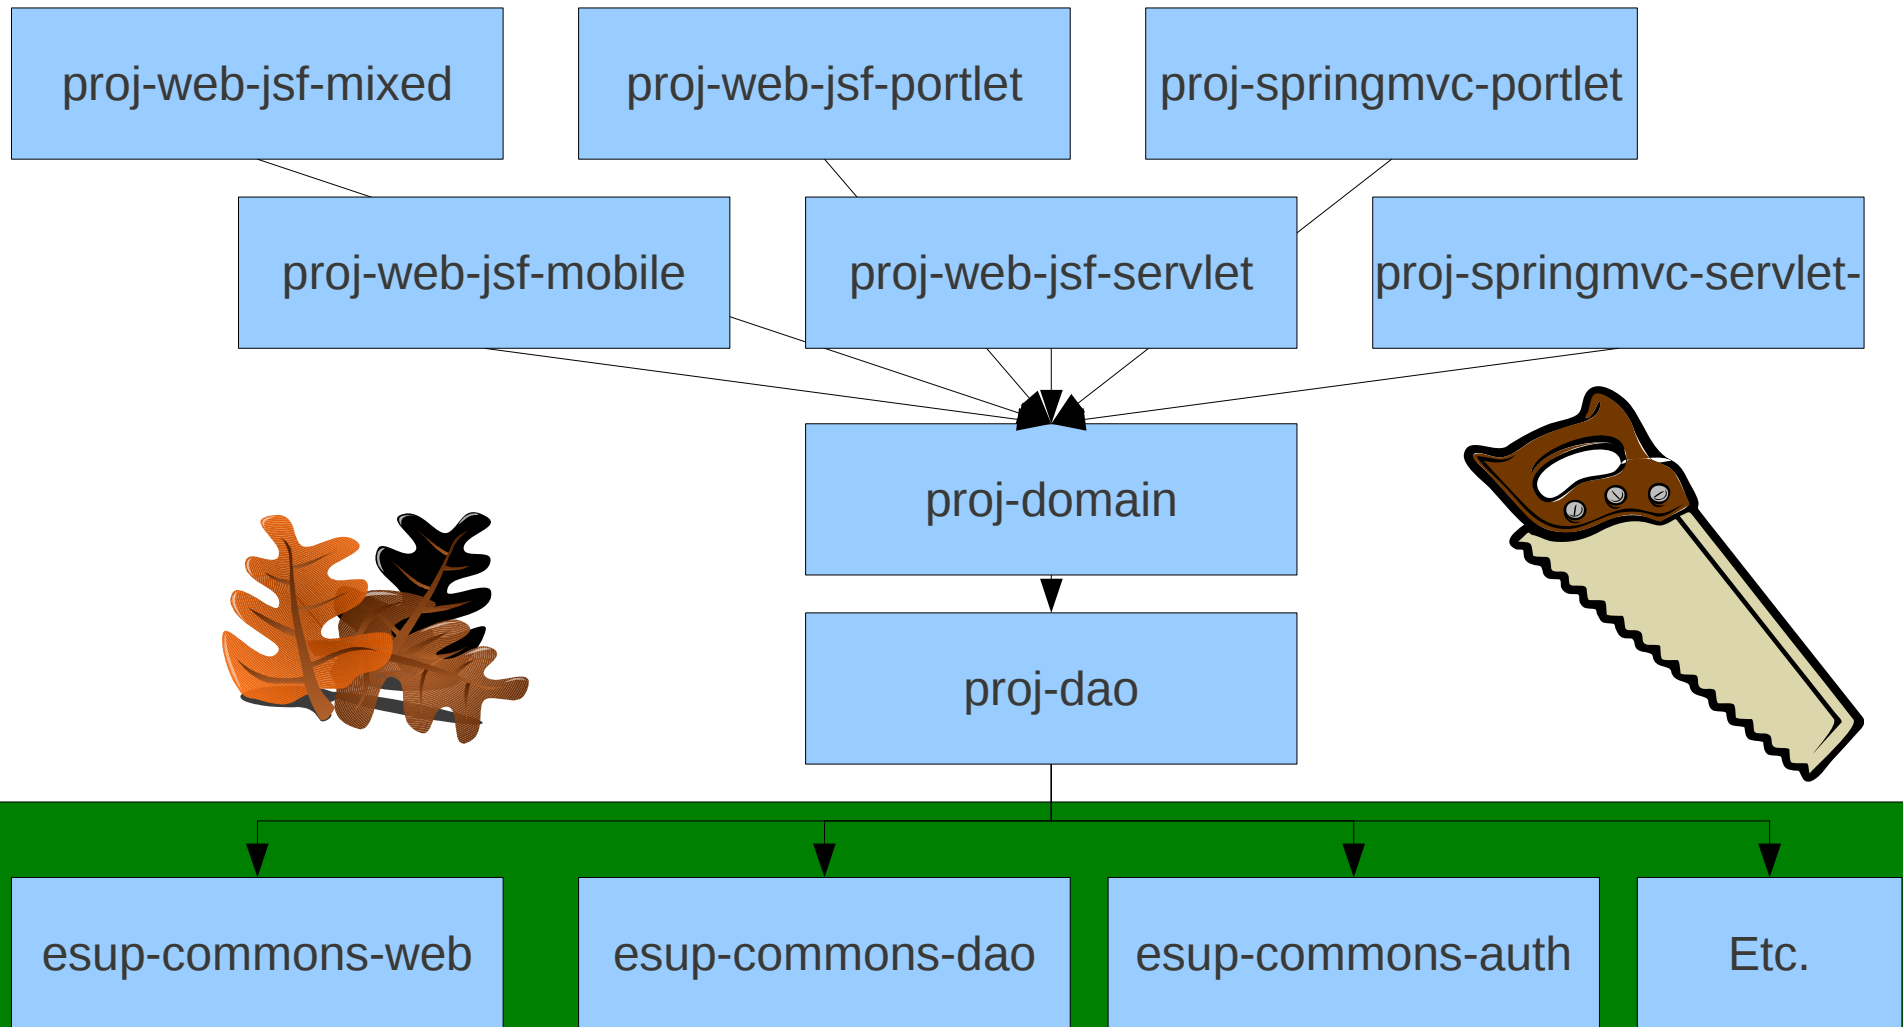 proj-web-jsf-mixed
proj-web-jsf-portlet
proj-springmvc-portlet
proj-web-jsf-mobile
proj-web-jsf-servlet
proj-springmvc-servlet-
proj-domain
proj-dao
esup-commons-web
esup-commons-dao
esup-commons-auth
Etc.